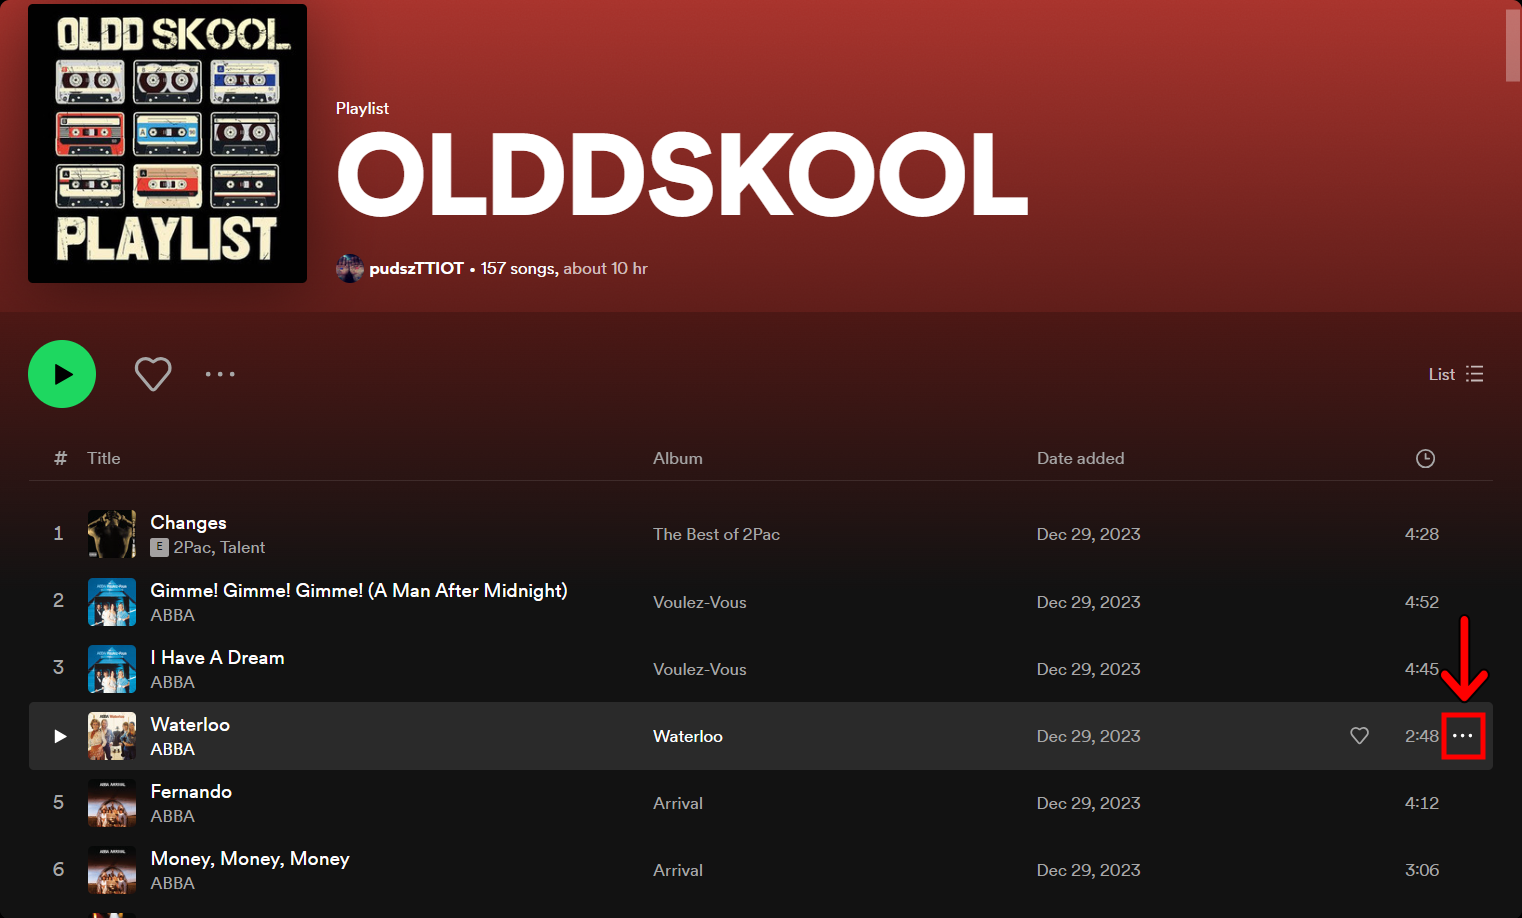 OLDD SKOOL
PLAYLIST
Playlist
OLDDSKOOL
pudszTTIOT • 157 songs, about 10 hr
List
# Title Album Date added
1 Changes The Best of 2Pac Dec 29, 2023 4:28
E 2Pac, Talent
2 Gimme! Gimme! Gimme! (A Man After Midnight) Voulez-Vous Dec 29, 2023 4:52
ABBA
3 I Have A Dream Voulez-Vous Dec 29, 2023 4:45
ABBA
Waterloo Waterloo Dec 29, 2023 2:48
ABBA
5 Fernando Arrival Dec 29, 2023 4:12
ABBA
6 Money, Money, Money Arrival Dec 29, 2023 3:06
ABBA